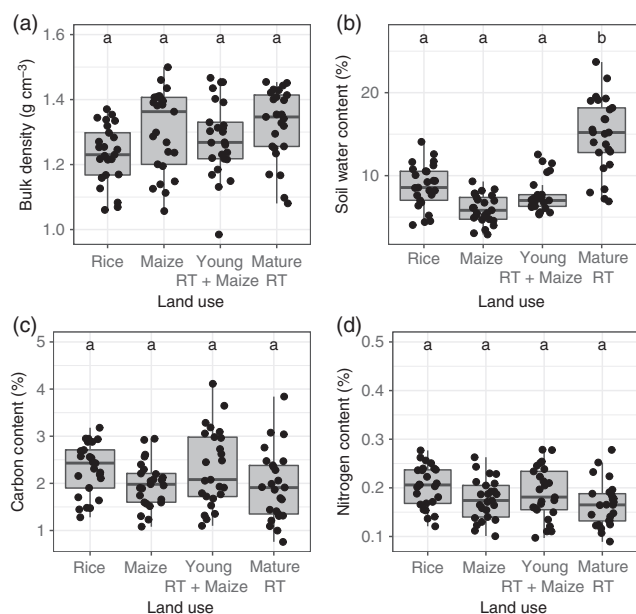 (a)
Bulk density (g cm⁻³)
1.6
1.4
1.2
1.0
a a a a
Rice Maize Young Mature
RT + Maize RT
Land use
(b)
Soil water content (%)
20
10
0
a a a b
Rice Maize Young Mature
RT + Maize RT
Land use
(c)
Carbon content (%)
5
4
3
2
1
a a a a
Rice Maize Young Mature
RT + Maize RT
Land use
(d)
Nitrogen content (%)
0.5
0.4
0.3
0.2
0.1
a a a a
Rice Maize Young Mature
RT + Maize RT
Land use